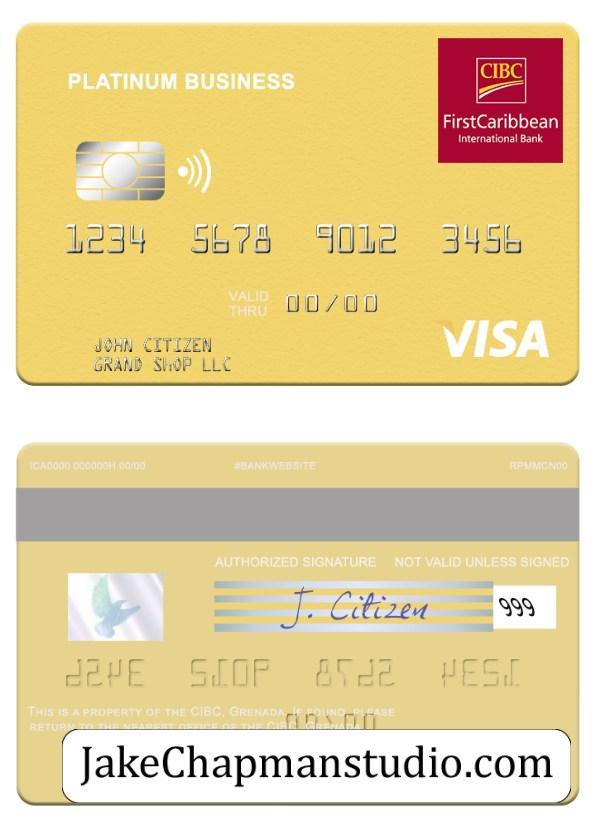 PLATINUM BUSINESS
CIBC
FirstCaribbean
International Bank
1234 5678 9012 3456
VALID
THRU 00/00
JOHN CITIZEN
GRAND SHOP LLC
VISA
ICA0000 000000H 00/00 #BANKWEBSITE RPMMCN00
AUTHORIZED SIGNATURE NOT VALID UNLESS SIGNED
J. Citizen 999
THIS IS A PROPERTY OF THE CIBC, GRENADA. IF FOUND, PLEASE
RETURN TO THE NEAREST OFFICE OF THE CIBC, GRENADA
JakeChapmanstudio.com